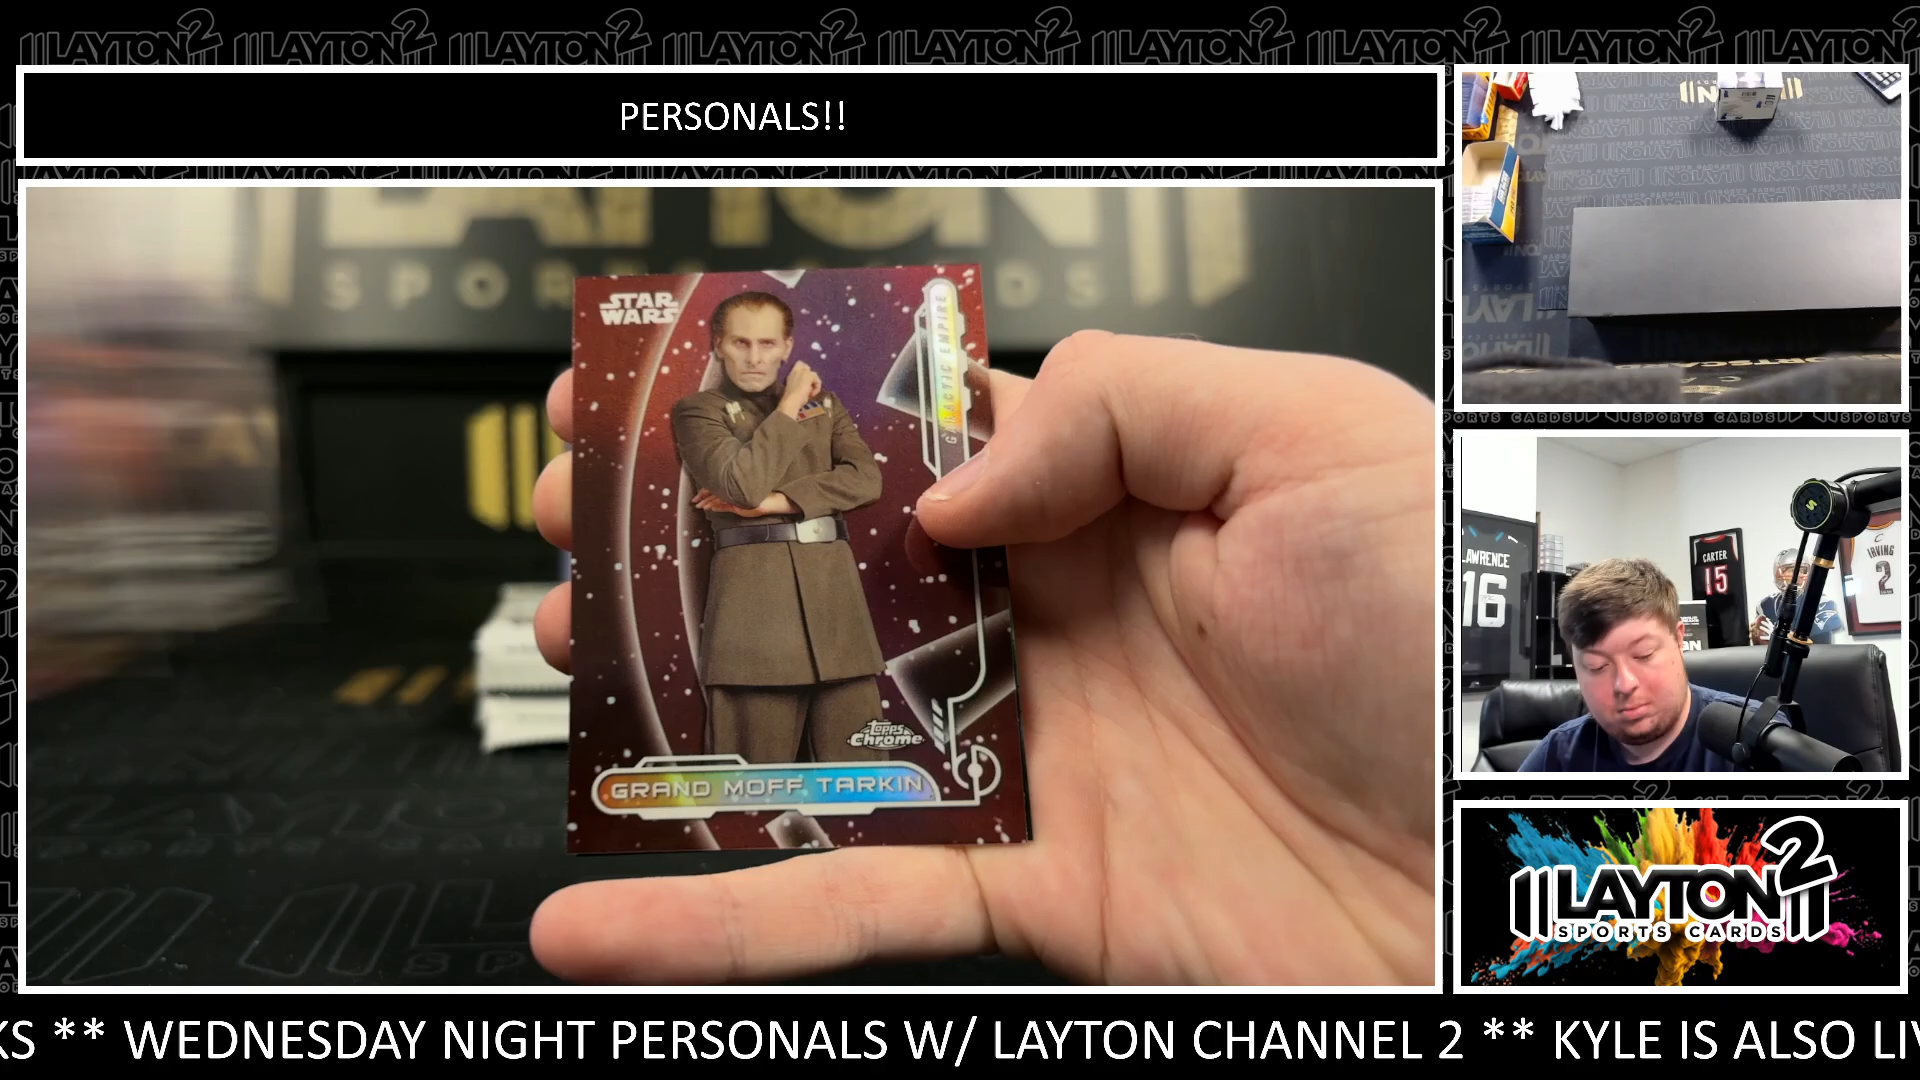 PERSONALS!!
STAR
WARS
GALACTIC EMPIRE
topps
Chrome
GRAND MOFF TARKIN
LAWRENCE
16
CARTER
15
IRVING
2
LAYTON 2
SPORTS CARDS
KS ** WEDNESDAY NIGHT PERSONALS W/ LAYTON CHANNEL 2 ** KYLE IS ALSO LIV